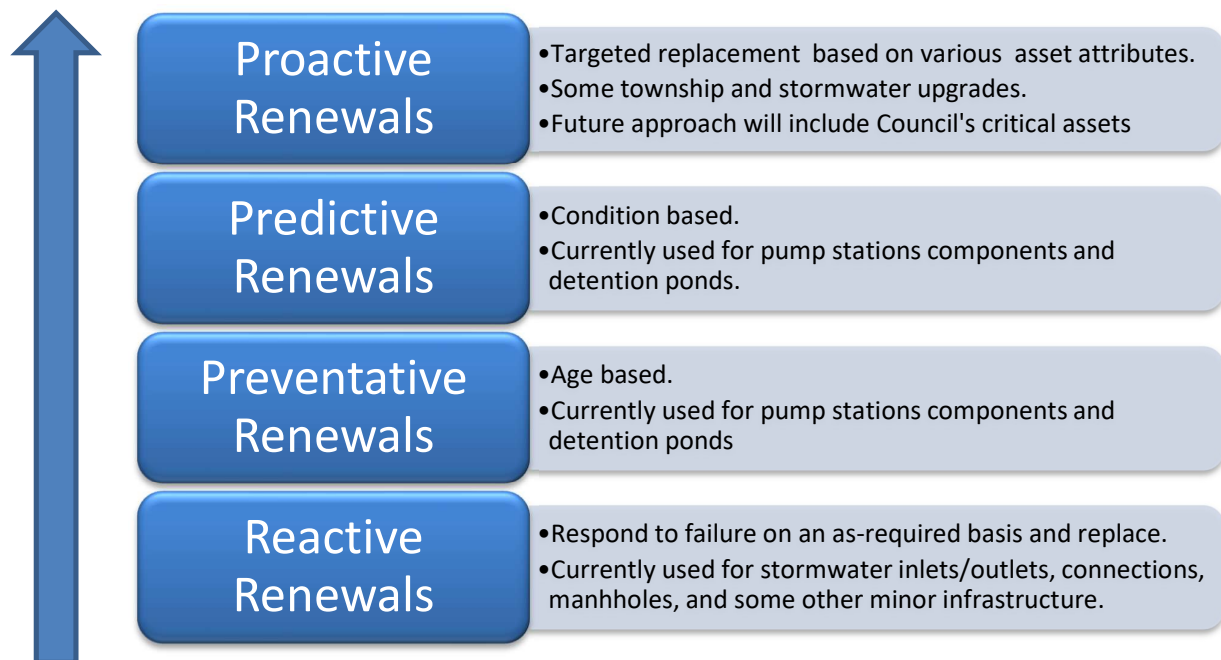 Proactive
Renewals
•Targeted replacement  based on various  asset attributes.
•Some township and stormwater upgrades.
•Future approach will include Council's critical assets
Predictive
Renewals
•Condition based.
•Currently used for pump stations components and
detention ponds.
Preventative
Renewals
•Age based.
•Currently used for pump stations components and
detention ponds
Reactive
Renewals
•Respond to failure on an as-required basis and replace.
•Currently used for stormwater inlets/outlets, connections,
manhholes, and some other minor infrastructure.